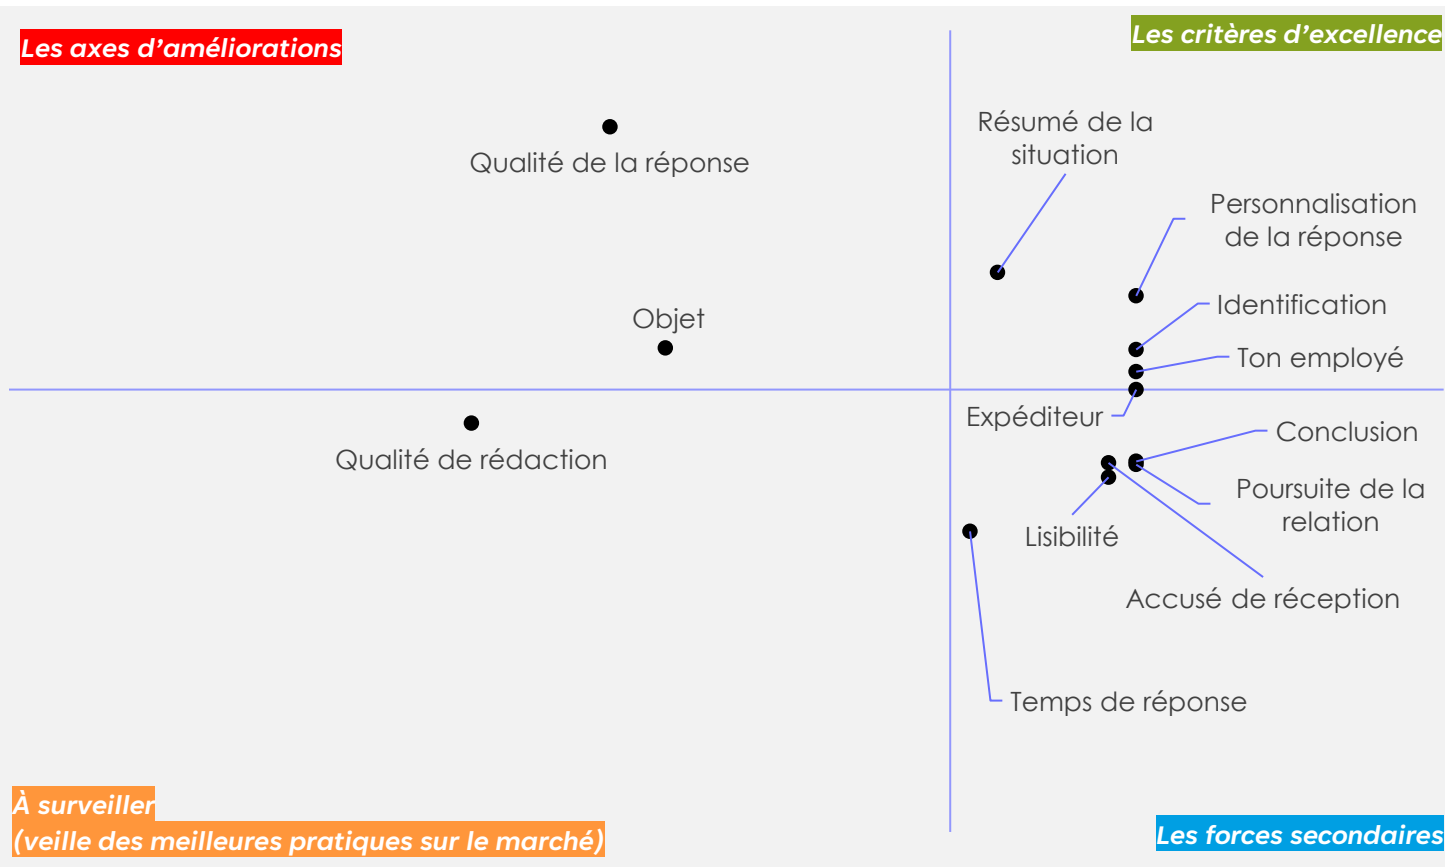 Les axes d’améliorations
Les critères d’excellence
Résumé de la
situation
Qualité de la réponse
Personnalisation
de la réponse
Identification
Objet
Ton employé
Expéditeur
Conclusion
Qualité de rédaction
Poursuite de la
relation
Lisibilité
Accusé de réception
Temps de réponse
À surveiller
(veille des meilleures pratiques sur le marché)
Les forces secondaires